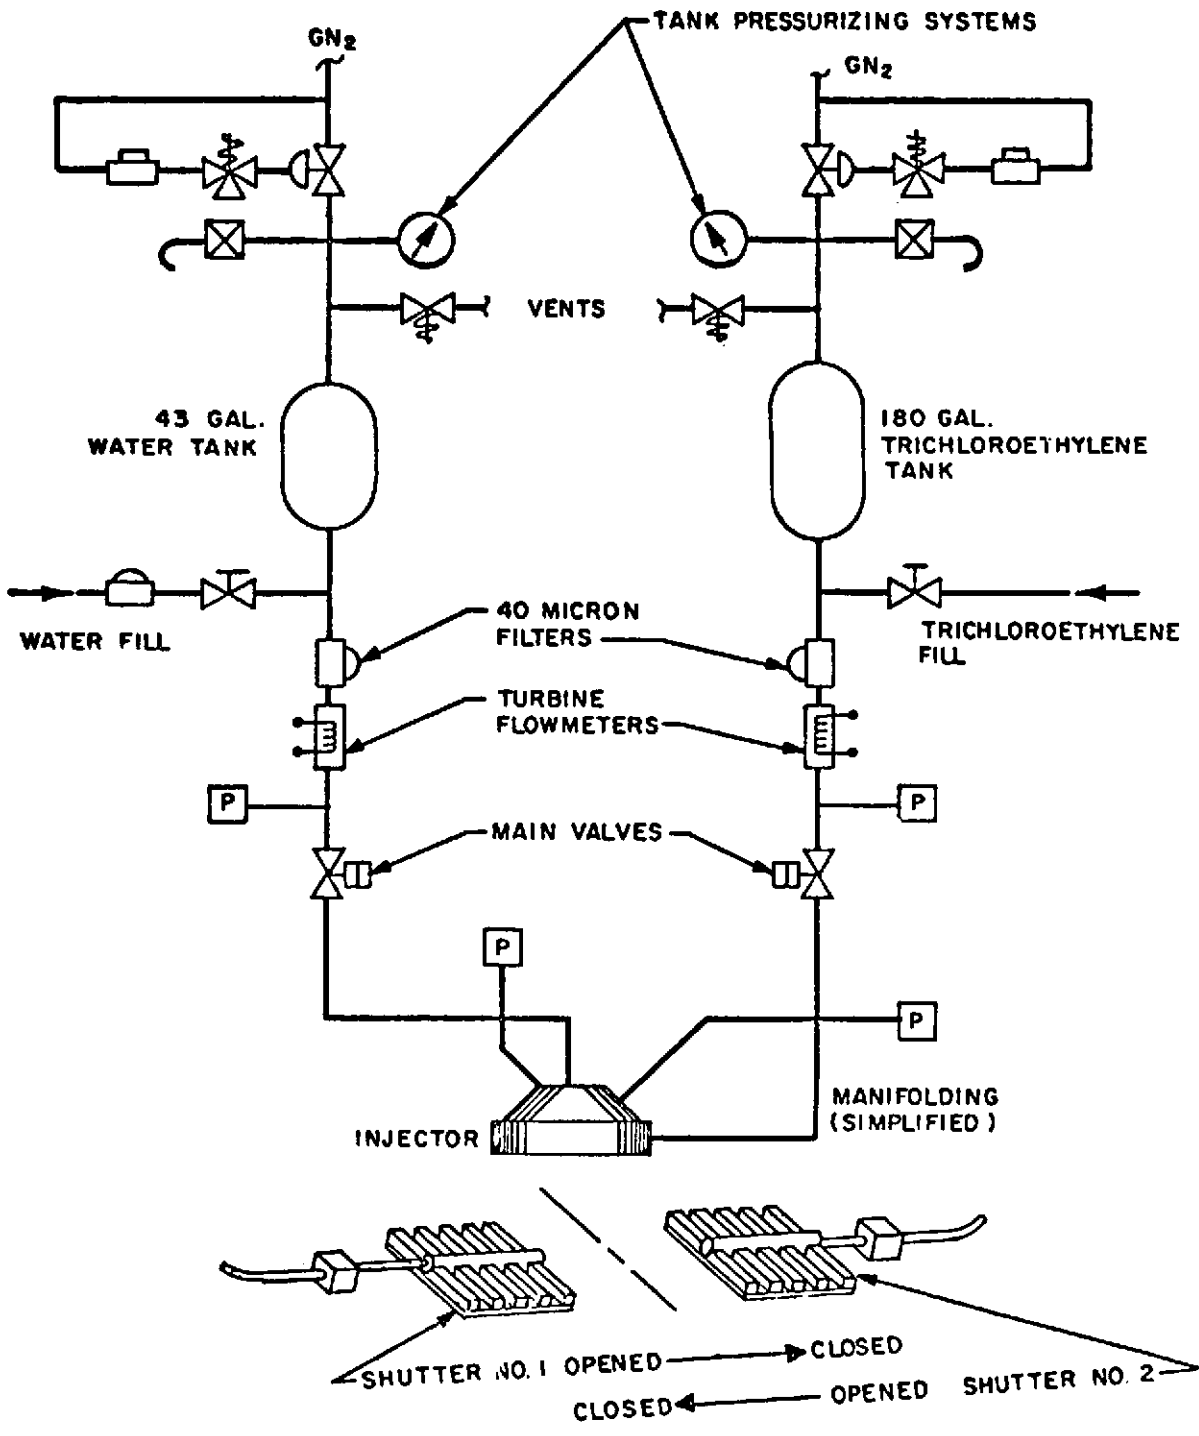 TANK PRESSURIZING SYSTEMS
GN2
GN2
VENTS
43 GAL.
WATER TANK
180 GAL.
TRICHLOROETHYLENE
TANK
WATER FILL
40 MICRON
FILTERS
TRICHLOROETHYLENE
FILL
TURBINE
FLOWMETERS
P
P
MAIN VALVES
P
P
INJECTOR
MANIFOLDING
(SIMPLIFIED)
SHUTTER NO. 1 OPENED
CLOSED
CLOSED
OPENED SHUTTER NO. 2